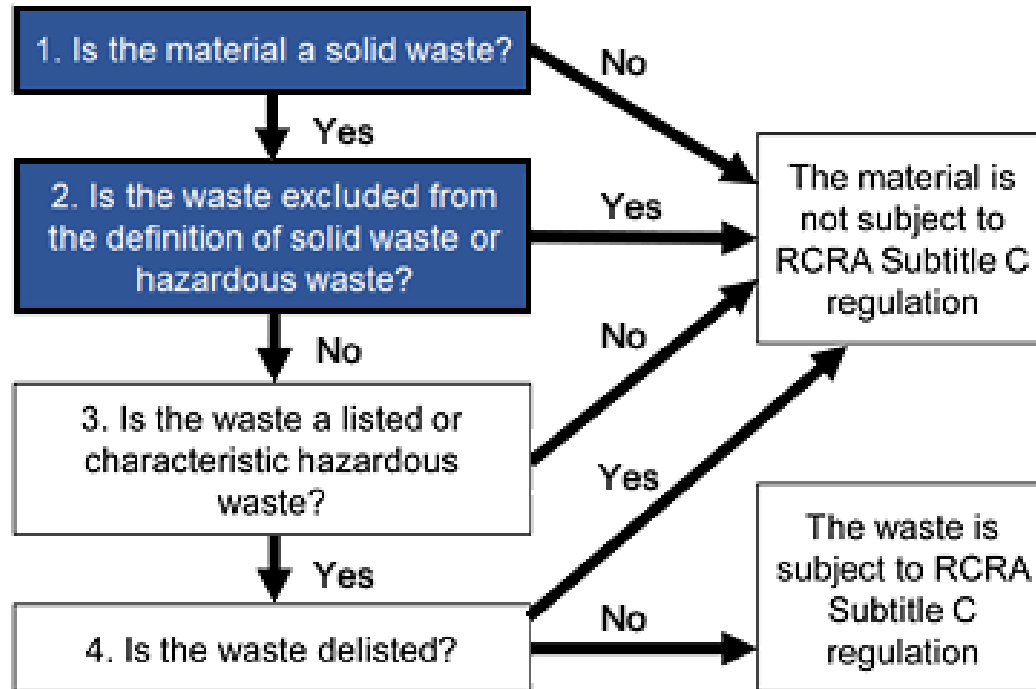 1. Is the material a solid waste?
No
Yes
2. Is the waste excluded from
the definition of solid waste or
hazardous waste?
Yes
The material is
not subject to
RCRA Subtitle C
regulation
No
No
3. Is the waste a listed or
characteristic hazardous
waste?
Yes
Yes
4. Is the waste delisted?
No
The waste is
subject to RCRA
Subtitle C
regulation